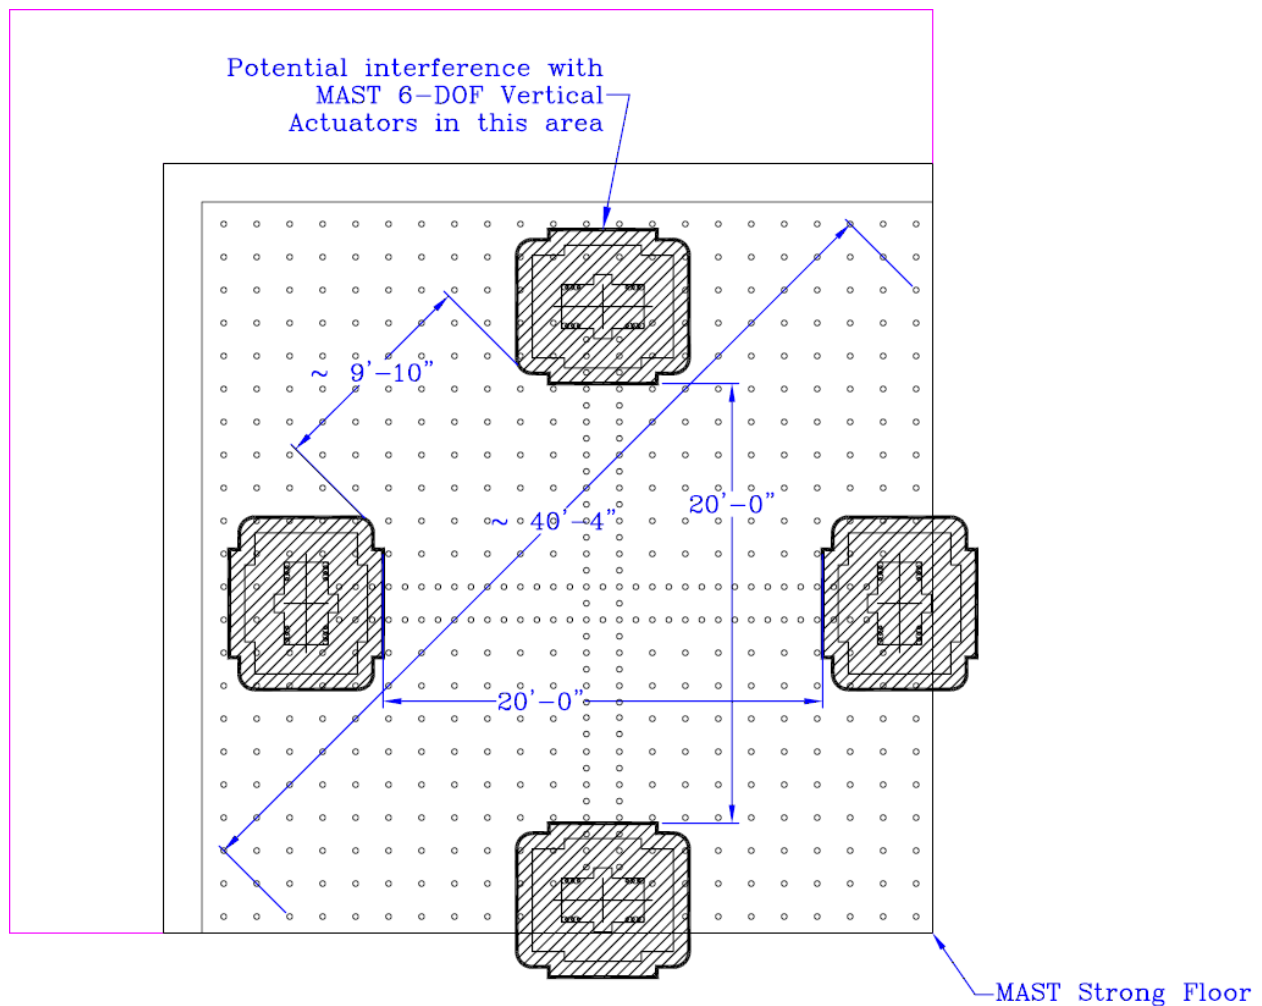 Potential interference with
MAST 6-DOF Vertical
Actuators in this area
~ 9'-10"
~ 40'-4"
20'-0"
20'-0"
MAST Strong Floor